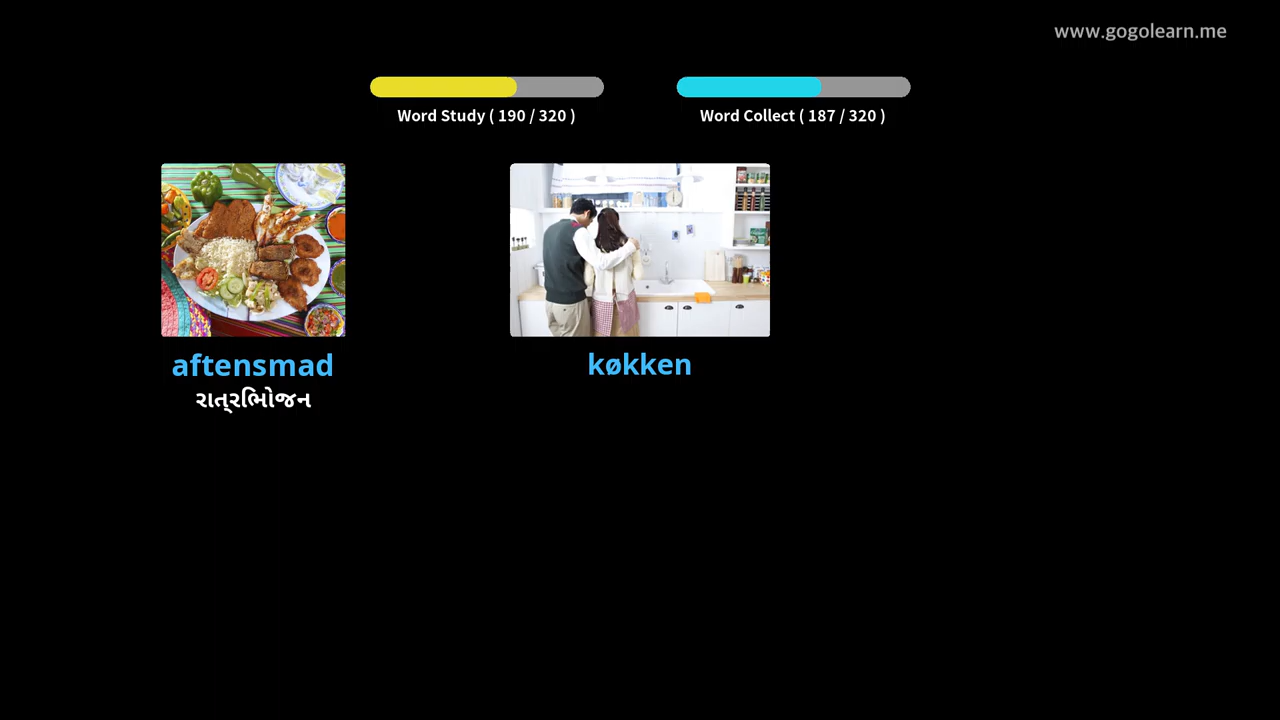 www.gogolearn.me
Word Study ( 190 / 320 )
Word Collect ( 187 / 320 )
aftensmad
રાત્રિભોજન
køkken